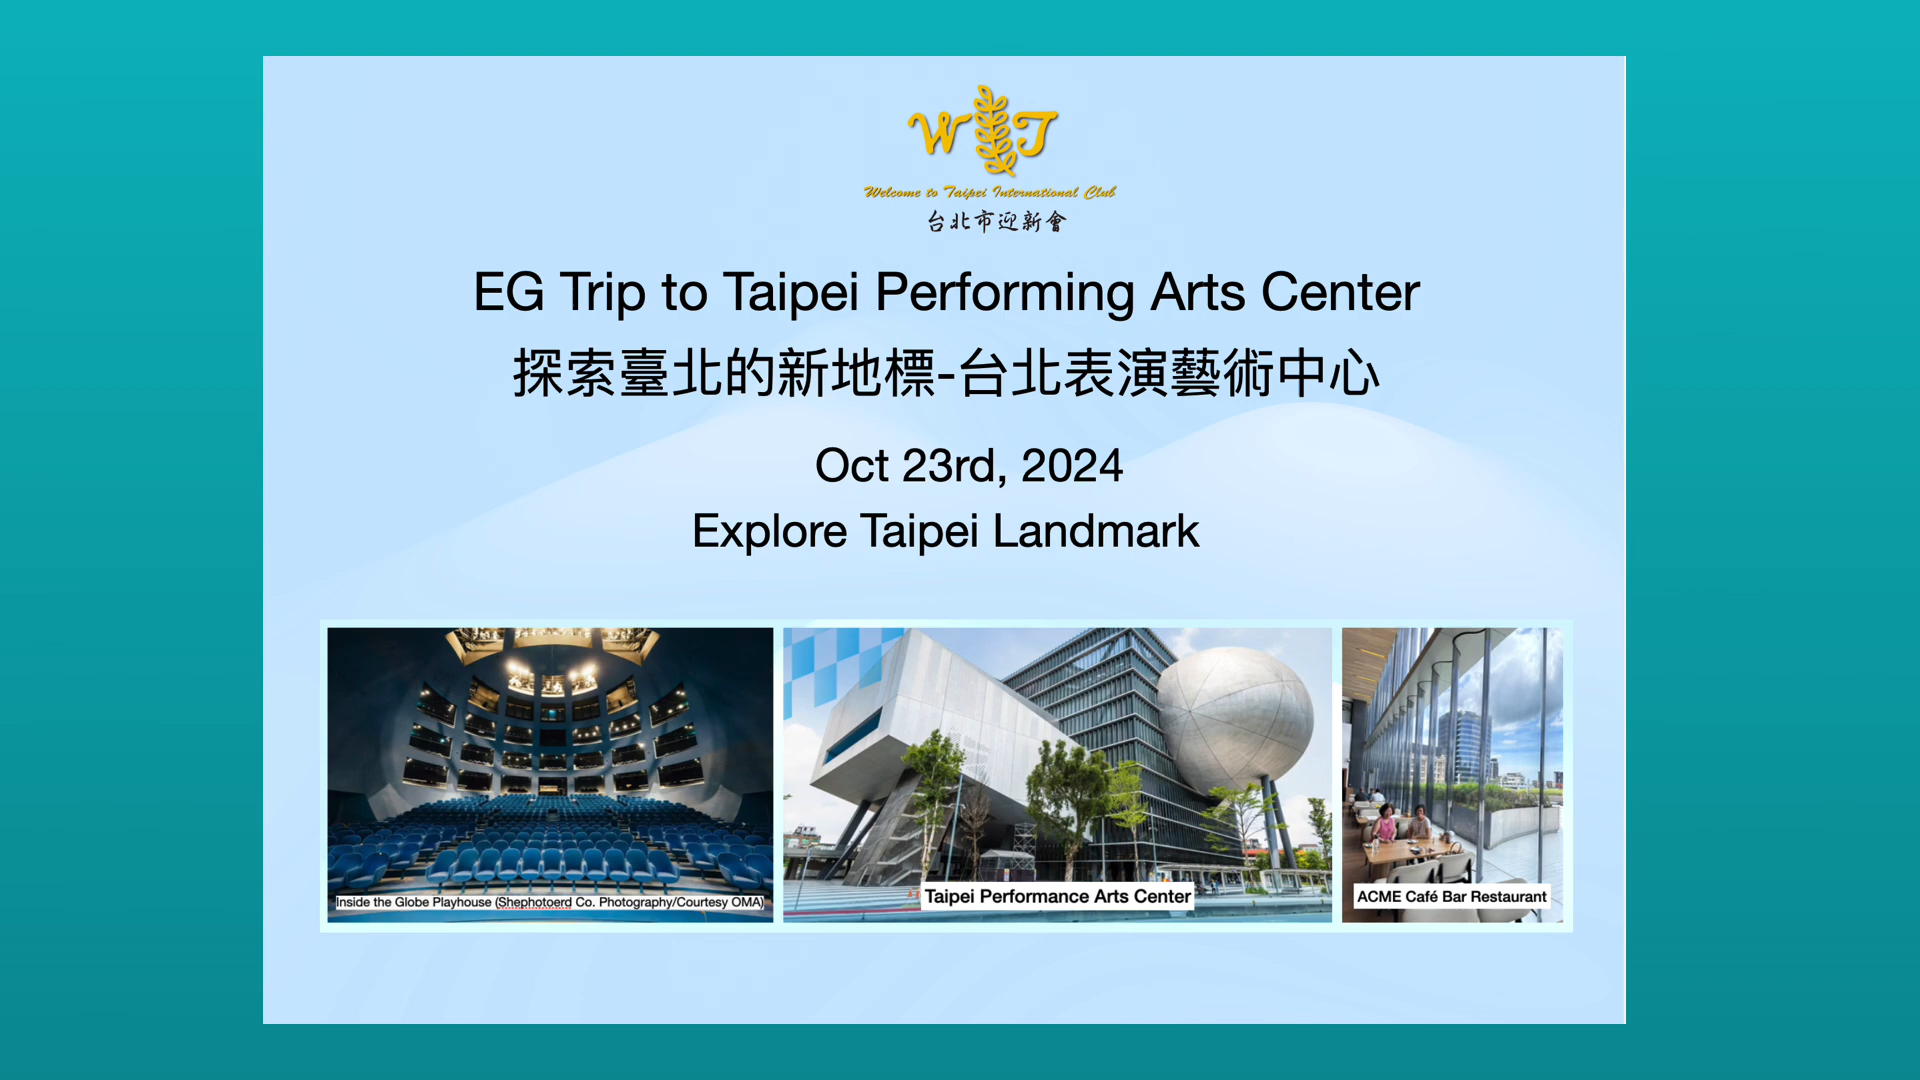 WIT
Welcome to Taipei International Club
台北市迎新會
EG Trip to Taipei Performing Arts Center
探索臺北的新地標-台北表演藝術中心
Oct 23rd, 2024
Explore Taipei Landmark
Inside the Globe Playhouse (Shephotoerd Co. Photography/Courtesy OMA)
Taipei Performance Arts Center
ACME Café Bar Restaurant